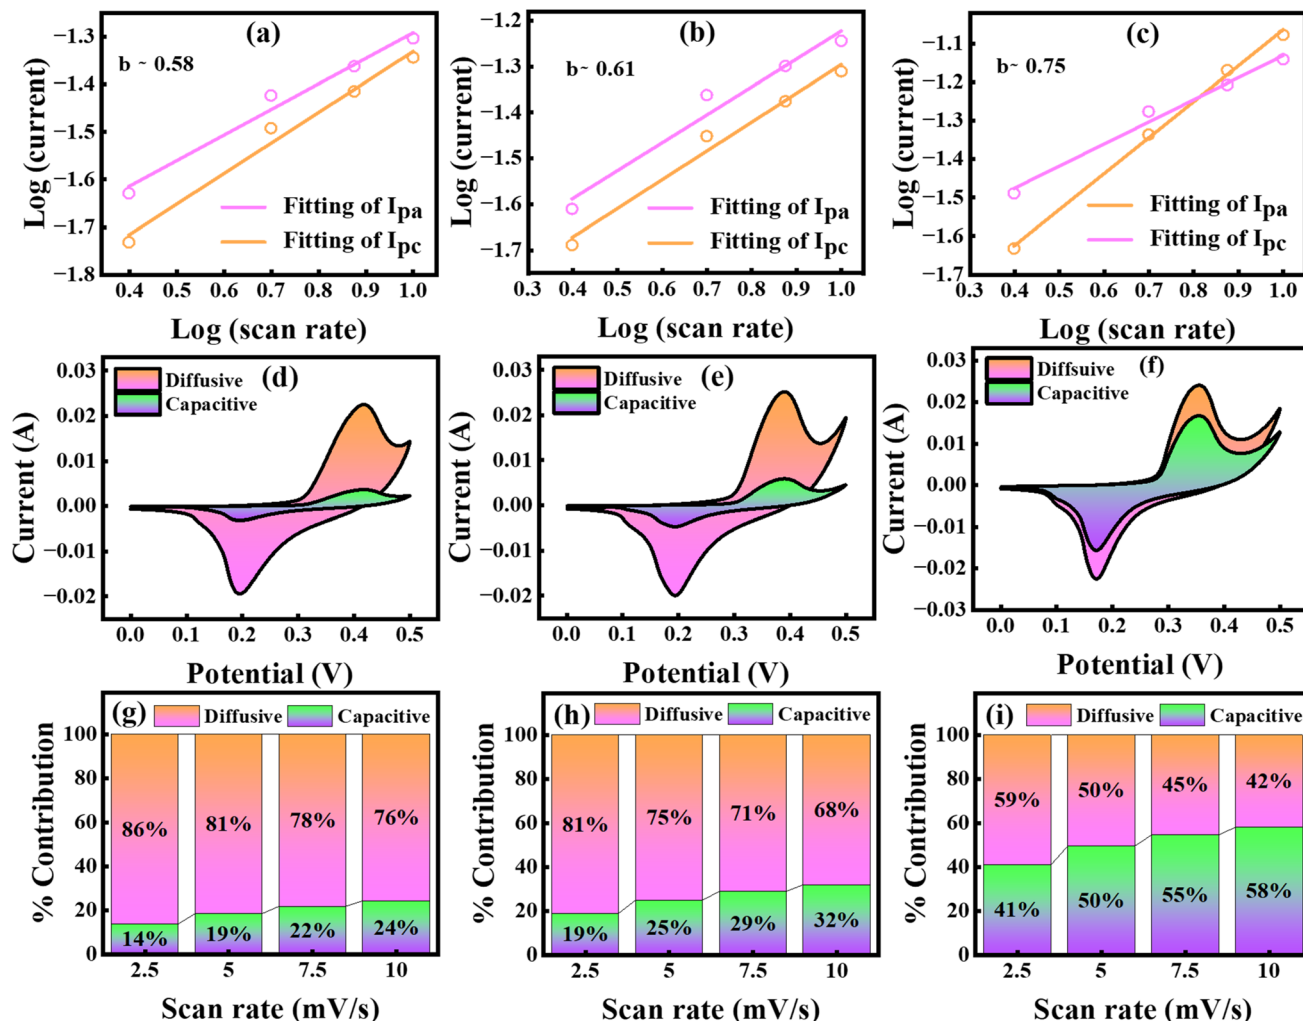 (a)
b ~ 0.58
Log (current)
−1.3
−1.4
−1.5
−1.6
−1.7
−1.8
Fitting of Ipa
Fitting of Ipc
0.4 0.5 0.6 0.7 0.8 0.9 1.0
Log (scan rate)
(b)
b~ 0.61
Log (current)
−1.2
−1.3
−1.4
−1.5
−1.6
−1.7
Fitting of Ipa
Fitting of Ipc
0.3 0.4 0.5 0.6 0.7 0.8 0.9 1.0
Log (scan rate)
(c)
b~ 0.75
Log (current)
−1.1
−1.2
−1.3
−1.4
−1.5
−1.6
−1.7
Fitting of Ipa
Fitting of Ipc
0.3 0.4 0.5 0.6 0.7 0.8 0.9 1.0
Log (scan rate)
(d)
Diffusive
Capacitive
Current (A)
0.03
0.02
0.01
0.00
−0.01
−0.02
0.0 0.1 0.2 0.3 0.4 0.5
Potential (V)
(e)
Diffusive
Capacitive
Current (A)
0.03
0.02
0.01
0.00
−0.01
−0.02
0.0 0.1 0.2 0.3 0.4 0.5
Potential (V)
(f)
Diffsuive
Capacitive
Current (A)
0.03
0.02
0.01
0.00
−0.01
−0.02
−0.03
0.0 0.1 0.2 0.3 0.4 0.5
Potential (V)
(g)
Diffusive Capacitive
% Contribution
100
80
60
40
20
0
86% 81% 78% 76%
14% 19% 22% 24%
2.5 5 7.5 10
Scan rate (mV/s)
(h)
Diffusive Capacitive
% Contribution
100
80
60
40
20
0
81% 75% 71% 68%
19% 25% 29% 32%
2.5 5 7.5 10
Scan rate (mV/s)
(i)
Diffusive Capacitive
% Contribution
100
80
60
40
20
0
59% 50% 45% 42%
41% 50% 55% 58%
2.5 5 7.5 10
Scan rate (mV/s)